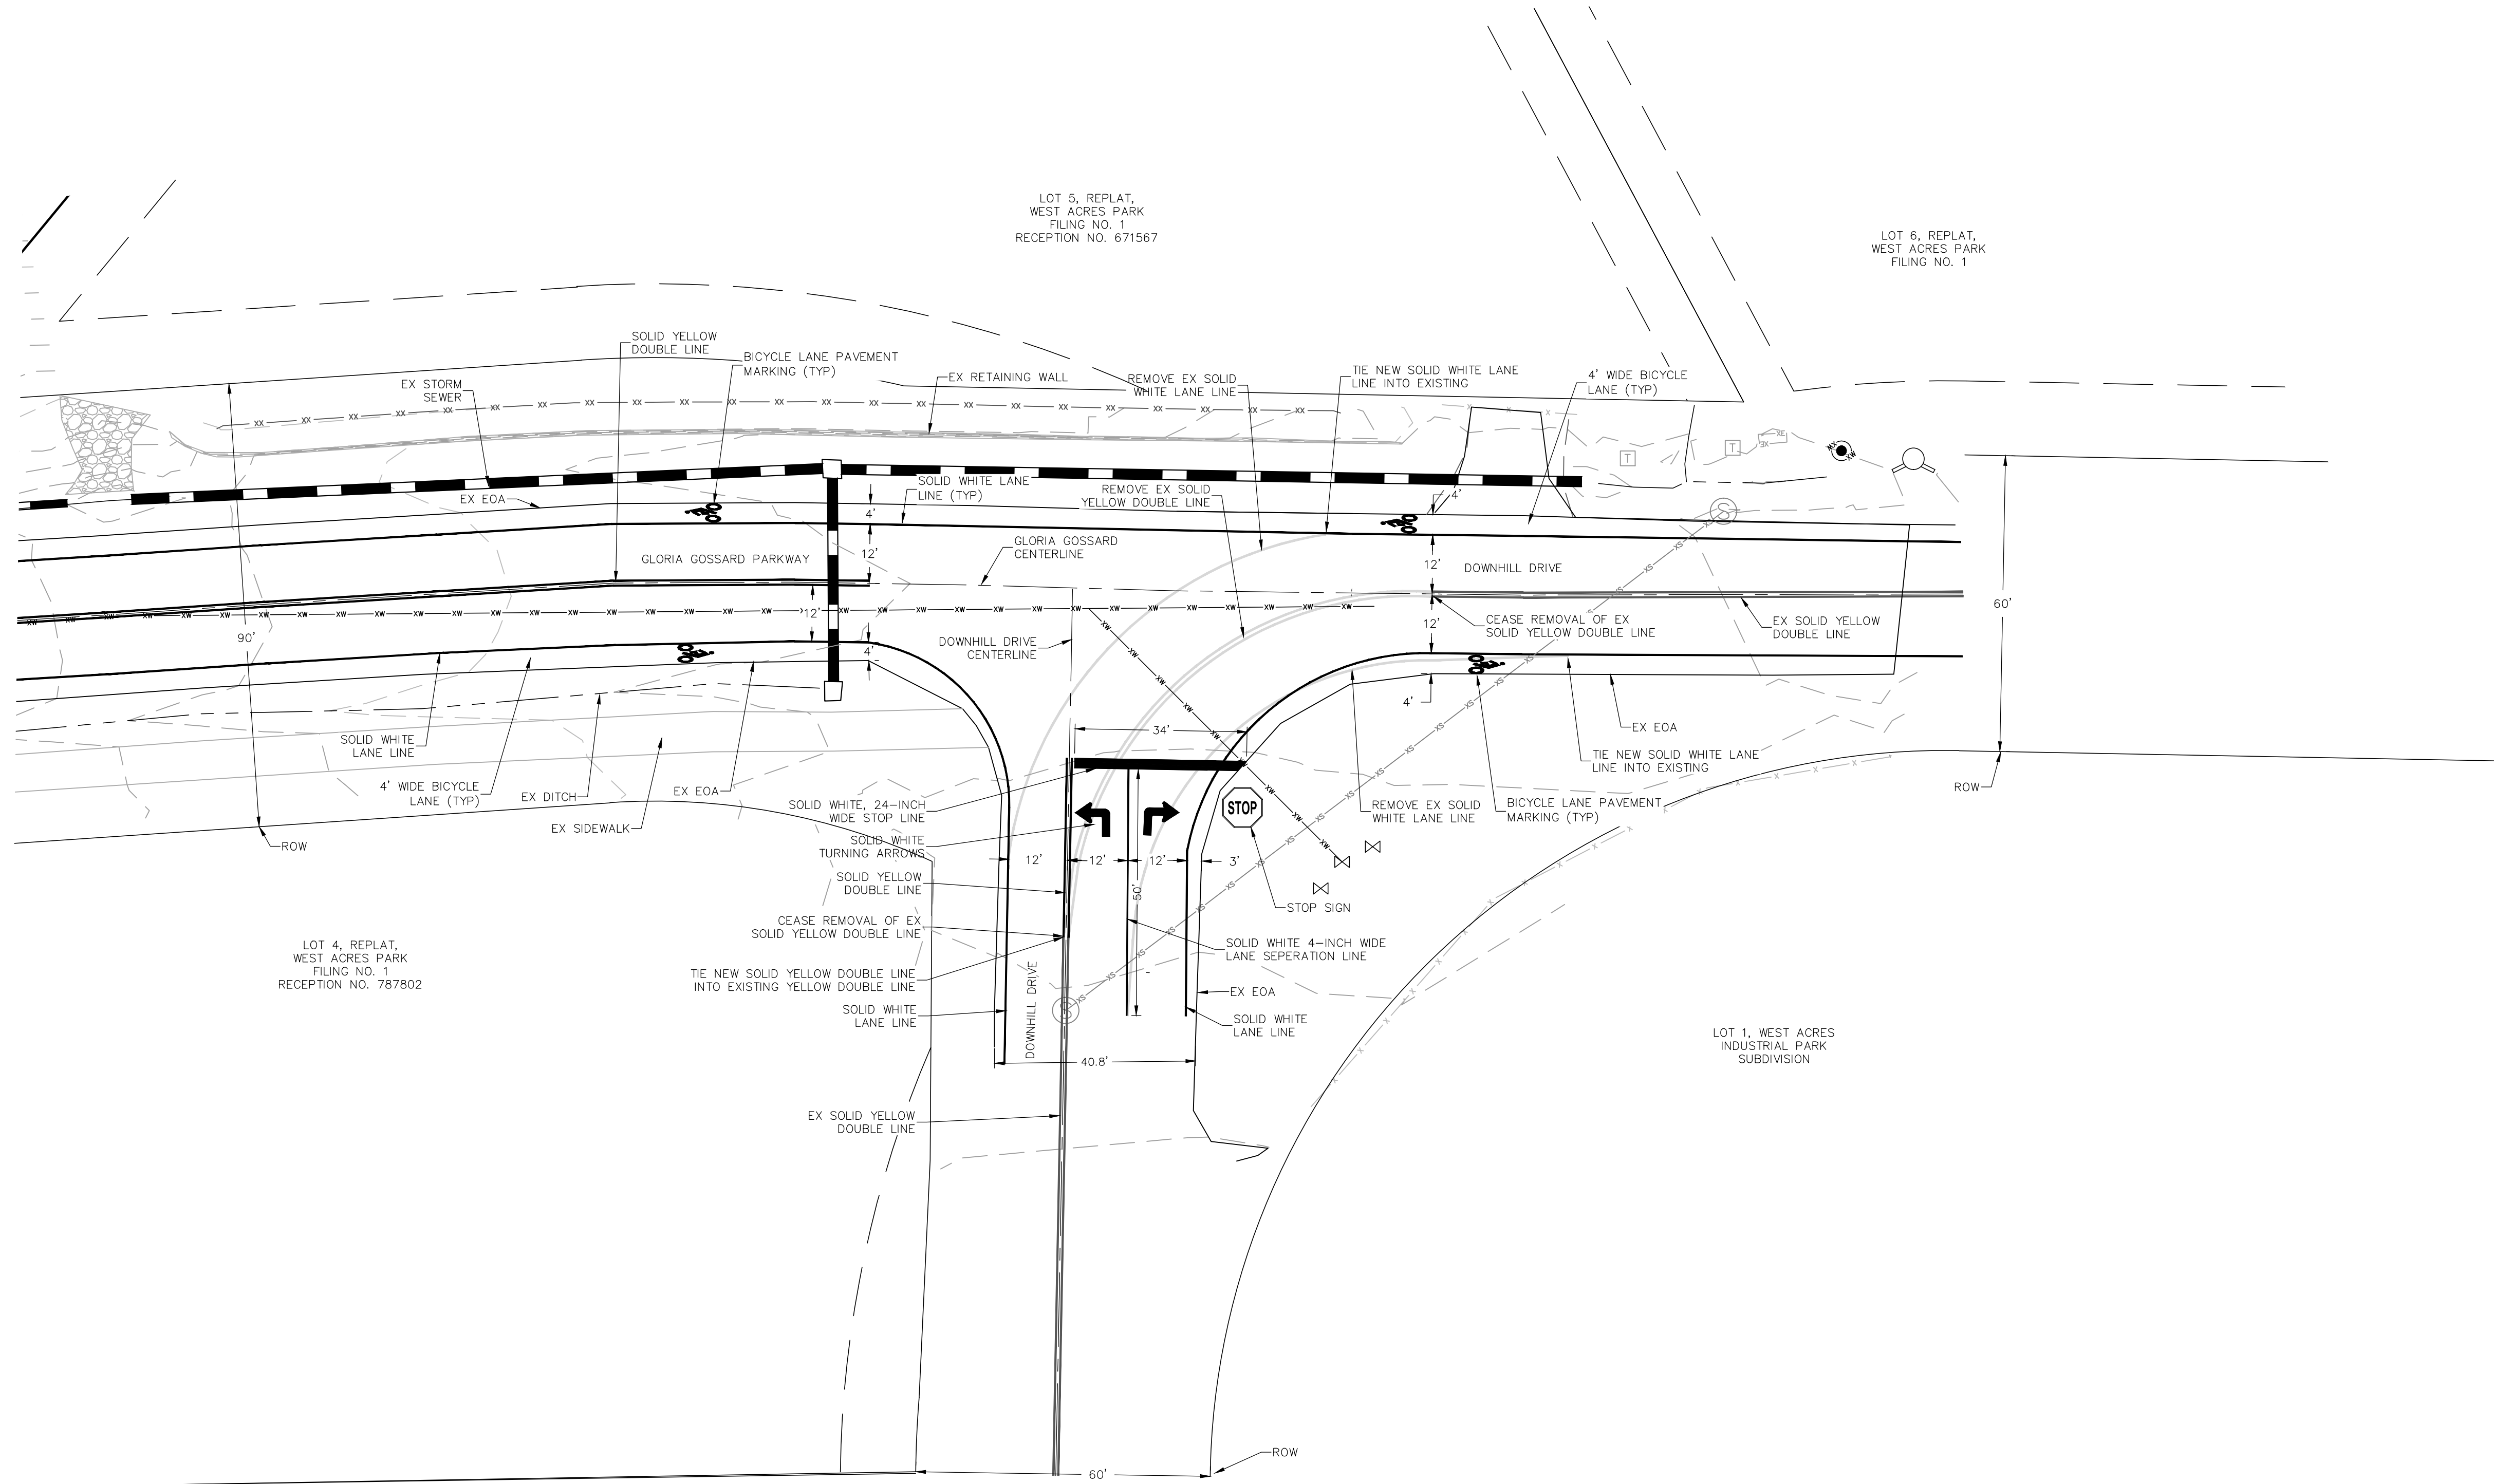 LOT 5, REPLAT,
WEST ACRES PARK
FILING NO. 1
RECEPTION NO. 671567
LOT 6, REPLAT,
WEST ACRES PARK
FILING NO. 1
SOLID YELLOW
DOUBLE LINE
BICYCLE LANE PAVEMENT
MARKING (TYP)
EX STORM
SEWER
EX RETAINING WALL
REMOVE EX SOLID
WHITE LANE LINE
TIE NEW SOLID WHITE LANE
LINE INTO EXISTING
4' WIDE BICYCLE
LANE (TYP)
EX EOA
SOLID WHITE LANE
LINE (TYP)
REMOVE EX SOLID
YELLOW DOUBLE LINE
4'
4'
12'
GLORIA GOSSARD PARKWAY
GLORIA GOSSARD
CENTERLINE
12'
DOWNHILL DRIVE
T
T
XE
XE
XW
XW
S
60'
12'
90'
4'
DOWNHILL DRIVE
CENTERLINE
12'
CEASE REMOVAL OF EX
SOLID YELLOW DOUBLE LINE
EX SOLID YELLOW
DOUBLE LINE
4'
34'
EX EOA
SOLID WHITE
LANE LINE
4' WIDE BICYCLE
LANE (TYP)
EX DITCH
EX EOA
EX SIDEWALK
ROW
SOLID WHITE, 24-INCH
WIDE STOP LINE
SOLID WHITE
TURNING ARROWS
STOP
REMOVE EX SOLID
WHITE LANE LINE
BICYCLE LANE PAVEMENT
MARKING (TYP)
TIE NEW SOLID WHITE LANE
LINE INTO EXISTING
ROW
12'
12'
12'
3'
50'
SOLID YELLOW
DOUBLE LINE
STOP SIGN
CEASE REMOVAL OF EX
SOLID YELLOW DOUBLE LINE
SOLID WHITE 4-INCH WIDE
LANE SEPERATION LINE
LOT 4, REPLAT,
WEST ACRES PARK
FILING NO. 1
RECEPTION NO. 787802
TIE NEW SOLID YELLOW DOUBLE LINE
INTO EXISTING YELLOW DOUBLE LINE
DOWNHILL DRIVE
S
EX EOA
SOLID WHITE
LANE LINE
SOLID WHITE
LANE LINE
LOT 1, WEST ACRES
INDUSTRIAL PARK
SUBDIVISION
40.8'
EX SOLID YELLOW
DOUBLE LINE
ROW
60'